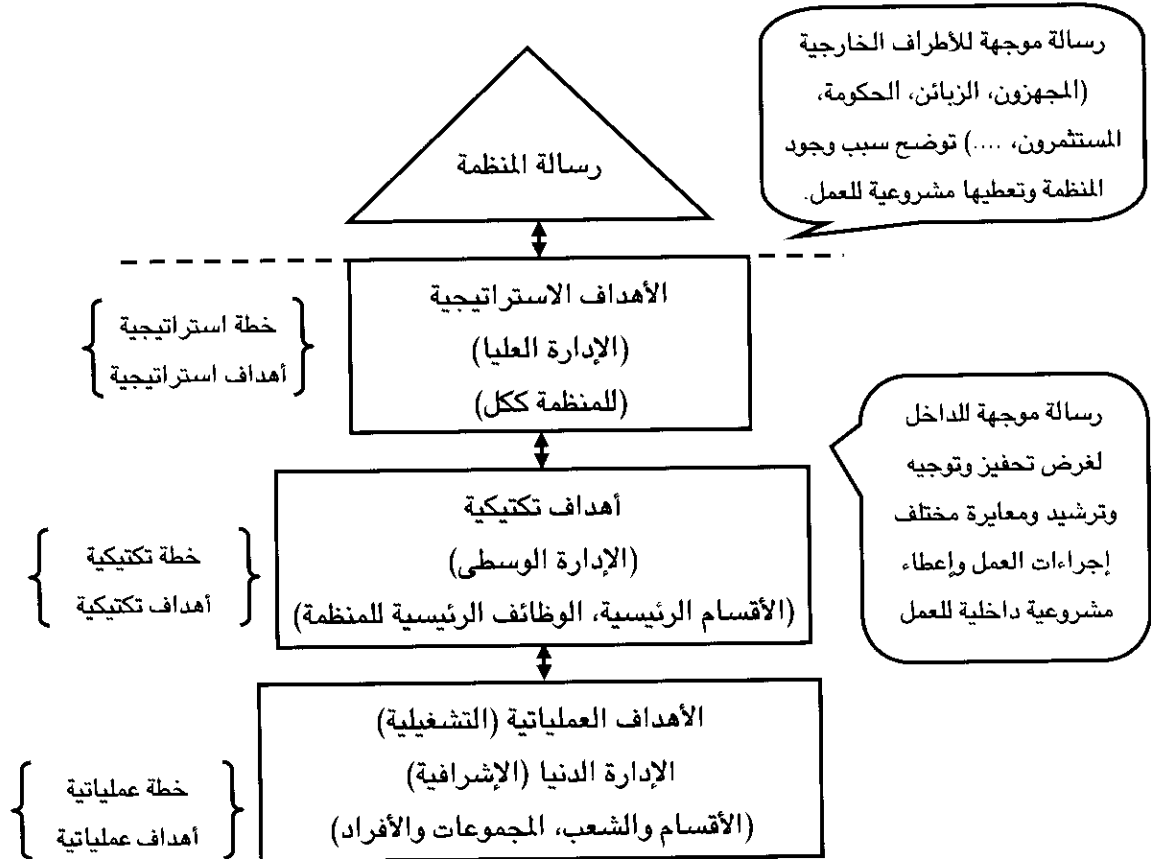 رسالة موجهة للأطراف الخارجية
(المجهزون، الزبائن، الحكومة،
المستثمرون، ....) توضح سبب وجود
المنظمة وتعطيها مشروعية للعمل.
رسالة المنظمة
الأهداف الاستراتيجية
(الإدارة العليا)
(للمنظمة ككل)
خطة استراتيجية
أهداف استراتيجية
رسالة موجهة للداخل
لغرض تحفيز وتوجيه
وترشيد ومعايرة مختلف
إجراءات العمل وإعطاء
مشروعية داخلية للعمل
أهداف تكتيكية
(الإدارة الوسطى)
(الأقسام الرئيسية، الوظائف الرئيسية للمنظمة)
خطة تكتيكية
أهداف تكتيكية
الأهداف العملياتية (التشغيلية)
الإدارة الدنيا (الإشرافية)
(الأقسام والشعب، المجموعات والأفراد)
خطة عملياتية
أهداف عملياتية